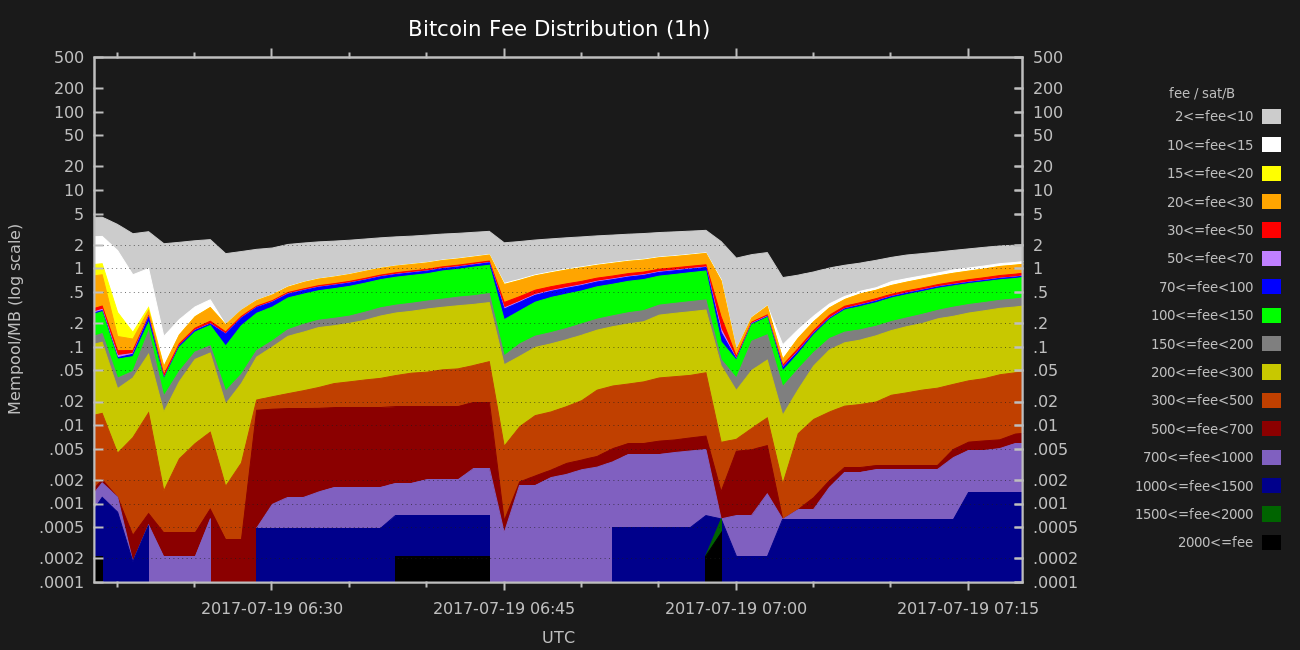 Bitcoin Fee Distribution (1h)
Mempool/MB (log scale)
500
200
100
50
20
10
5
2
1
.5
.2
.1
.05
.02
.01
.005
.002
.001
.0005
.0002
.0001
500
200
100
50
20
10
5
2
1
.5
.2
.1
.05
.02
.01
.005
.002
.001
.0005
.0002
.0001
2017-07-19 06:30 2017-07-19 06:45 2017-07-19 07:00 2017-07-19 07:15
UTC
fee / sat/B
2<=fee<10
10<=fee<15
15<=fee<20
20<=fee<30
30<=fee<50
50<=fee<70
70<=fee<100
100<=fee<150
150<=fee<200
200<=fee<300
300<=fee<500
500<=fee<700
700<=fee<1000
1000<=fee<1500
1500<=fee<2000
2000<=fee